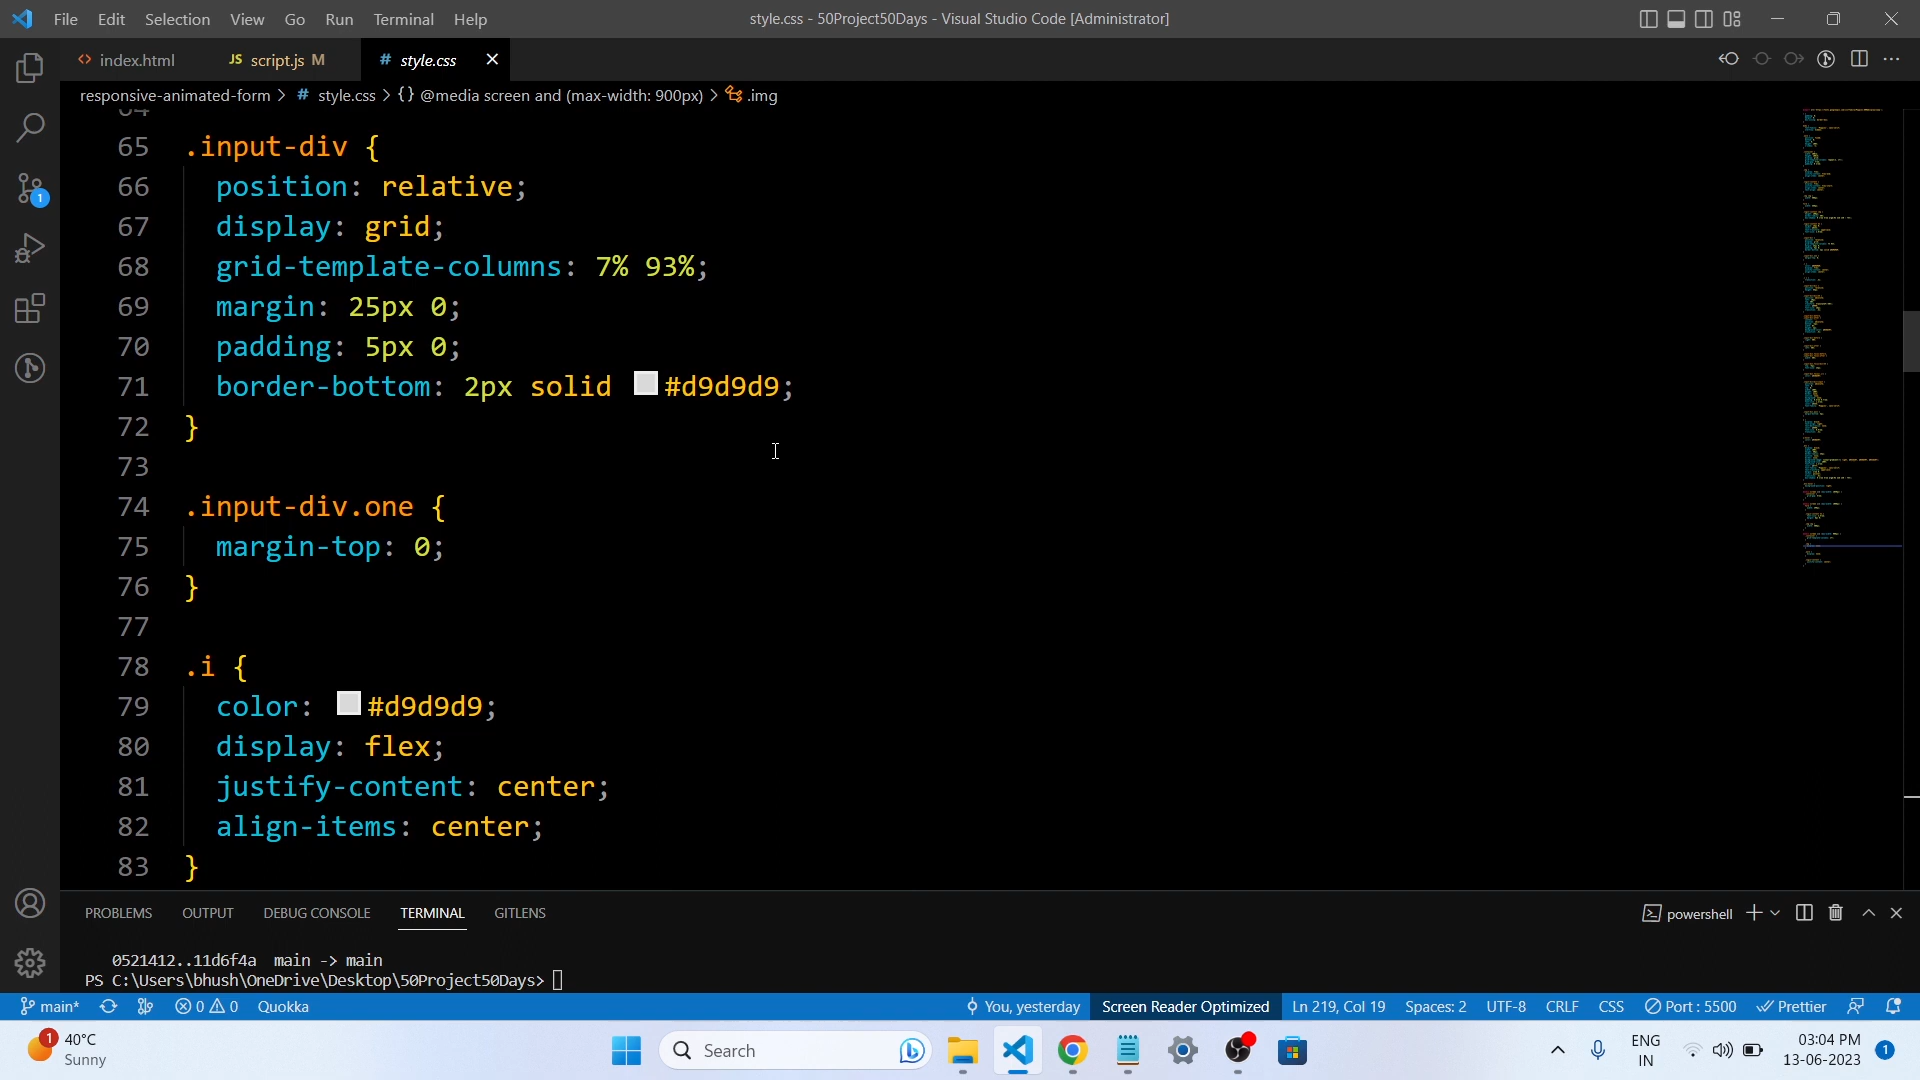 File Edit Selection View Go Run Terminal Help style.css - 50Project50Days - Visual Studio Code [Administrator]
<> index.html JS script.js M # style.css
responsive-animated-form > # style.css > {} @media screen and (max-width: 900px) > .img
64
65 .input-div {
66 position: relative;
67 display: grid;
68 grid-template-columns: 7% 93%;
69 margin: 25px 0;
70 padding: 5px 0;
71 border-bottom: 2px solid #d9d9d9;
72 }
73
74 .input-div.one {
75 margin-top: 0;
76 }
77
78 .i {
79 color: #d9d9d9;
80 display: flex;
81 justify-content: center;
82 align-items: center;
83 }
1
PROBLEMS OUTPUT DEBUG CONSOLE TERMINAL GITLENS powershell
0521412..11d6f4a main -> main
PS C:\Users\bhush\OneDrive\Desktop\50Project50Days>
main* 0 0 Quokka You, yesterday Screen Reader Optimized Ln 219, Col 19 Spaces: 2 UTF-8 CRLF CSS Port : 5500 Prettier
1 40°C
Sunny
Search
ENG
IN
03:04 PM
13-06-2023
1